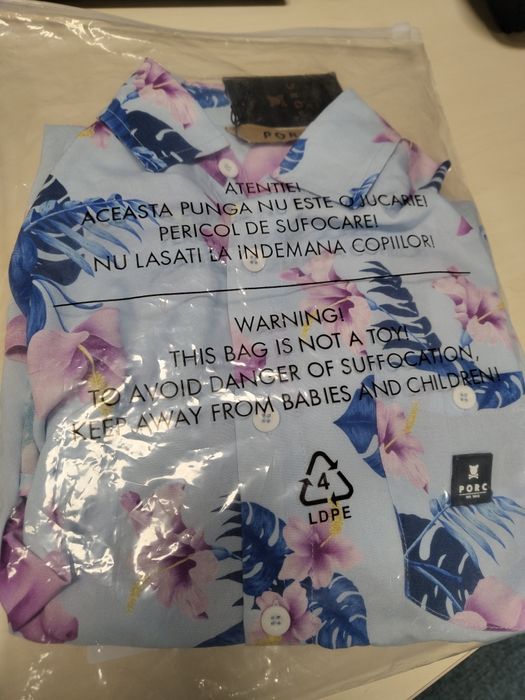 PORC
ATENTIE!
ACEASTA PUNGA NU ESTE O JUCARIE!
PERICOL DE SUFOCARE!
NU LASATI LA INDEMANA COPIILOR!
WARNING!
THIS BAG IS NOT A TOY!
TO AVOID DANGER OF SUFFOCATION,
KEEP AWAY FROM BABIES AND CHILDREN!
4
LDPE
PORC